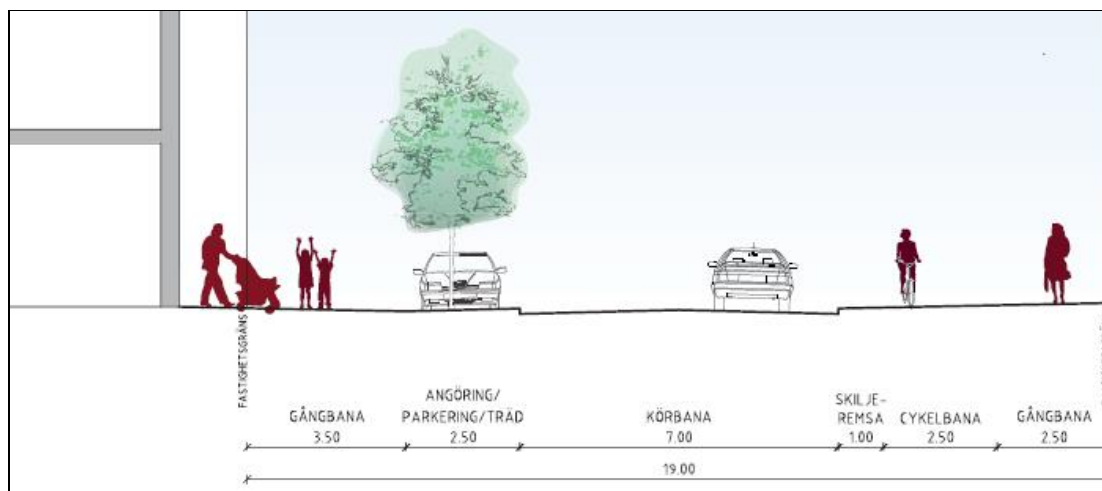 FASTIGHETSGRÄNS
GÅNGBANA
3.50
ANGÖRING/
PARKERING/TRÄD
2.50
KÖRBANA
7.00
SKILJE-
REMSA
1.00
CYKELBANA
2.50
GÅNGBANA
2.50
19.00